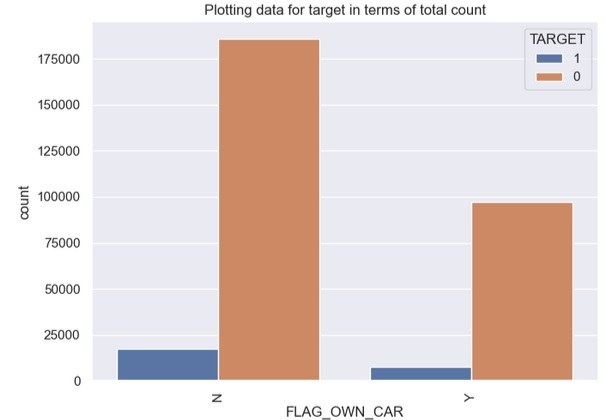 Plotting data for target in terms of total count
TARGET
1
0
175000
150000
125000
100000
75000
50000
25000
0
count
N
Y
FLAG_OWN_CAR